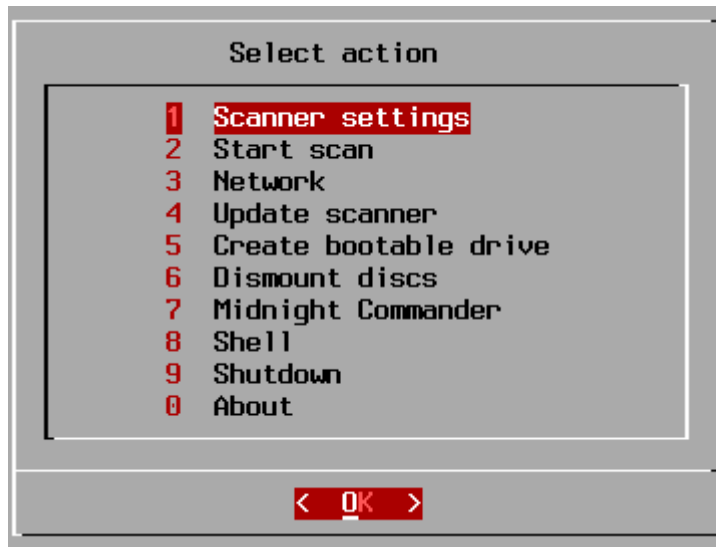 Select action
1 Scanner settings
2 Start scan
3 Network
4 Update scanner
5 Create bootable drive
6 Dismount discs
7 Midnight Commander
8 Shell
9 Shutdown
0 About
< OK >